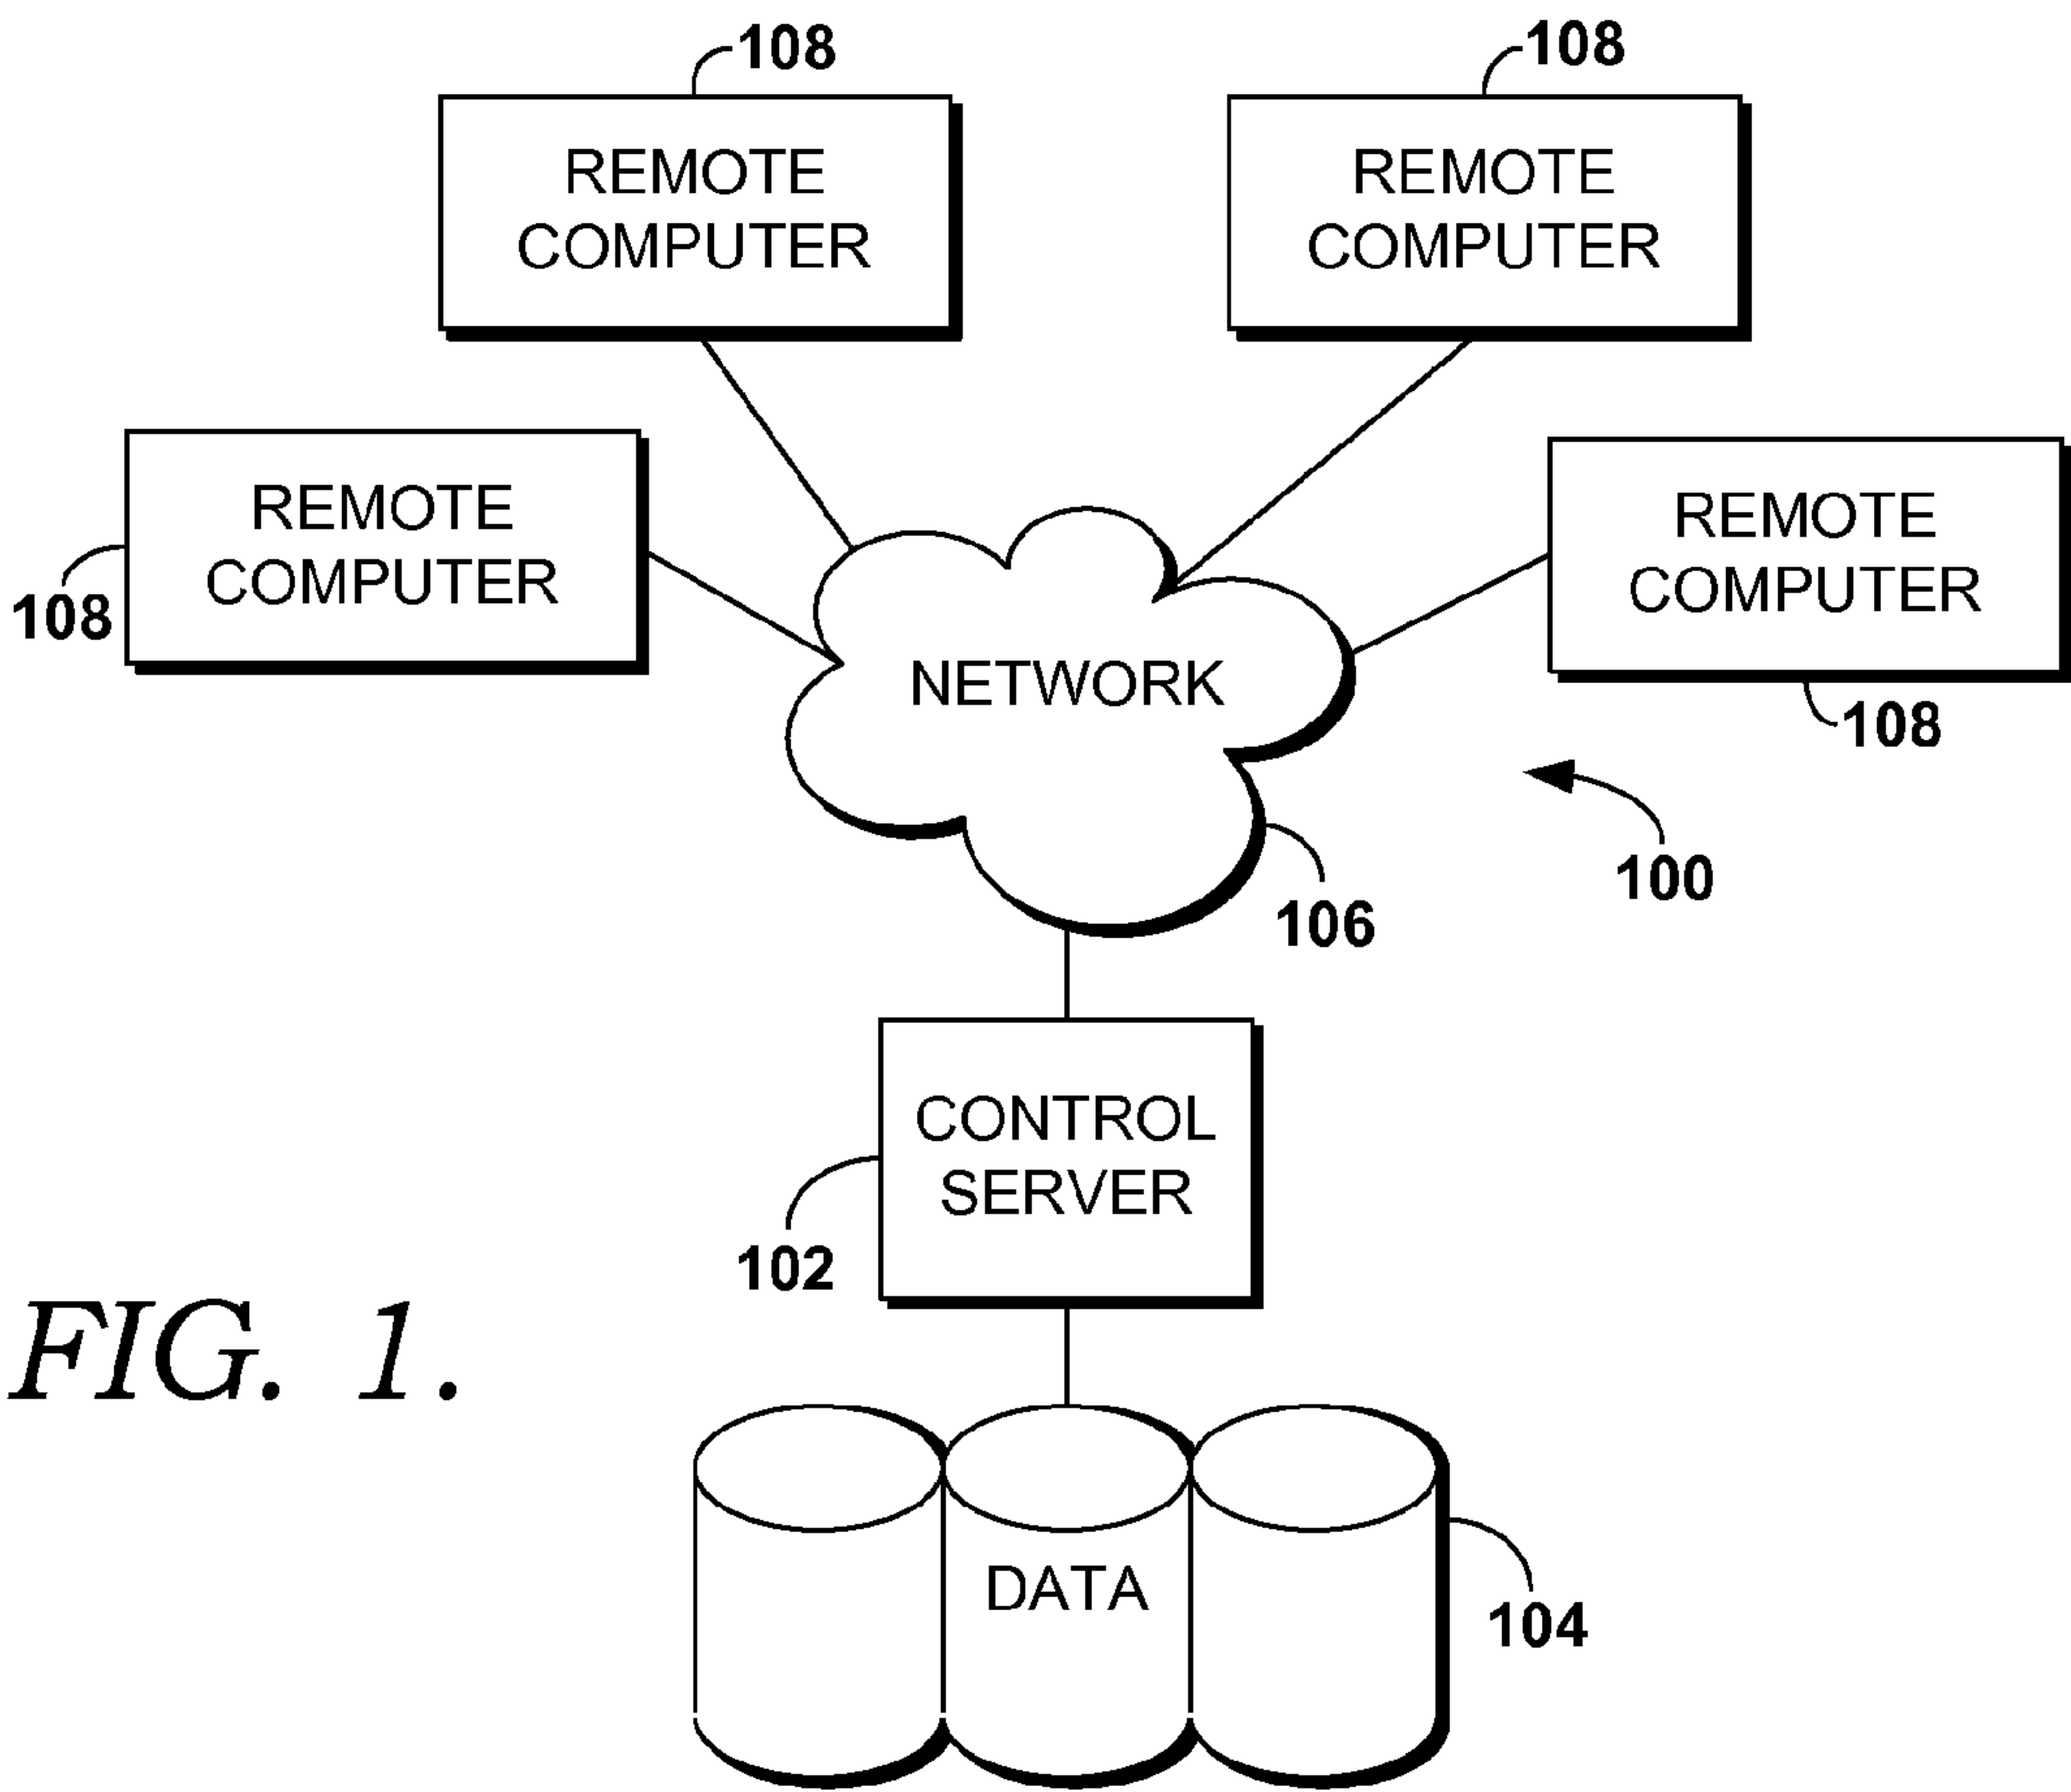 108
108
REMOTE
COMPUTER
REMOTE
COMPUTER
REMOTE
COMPUTER
108
REMOTE
COMPUTER
108
NETWORK
100
106
CONTROL
SERVER
102
FIG. 1.
DATA
104